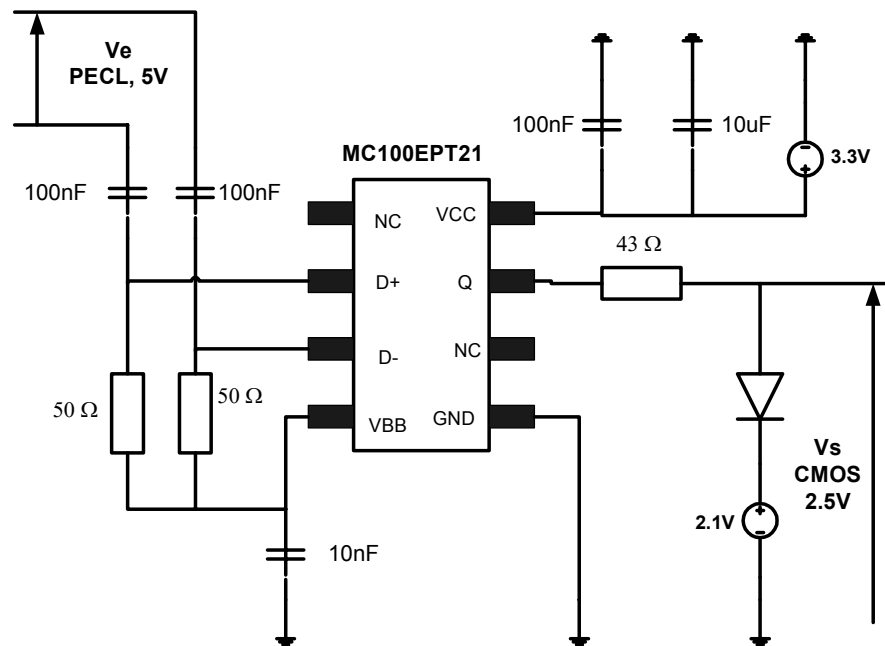 Ve
PECL, 5V
100nF
10uF
3.3V
MC100EPT21
100nF
100nF
NC
VCC
43 Ω
D+
Q
D-
NC
50 Ω
50 Ω
VBB
GND
Vs
CMOS
2.5V
2.1V
10nF